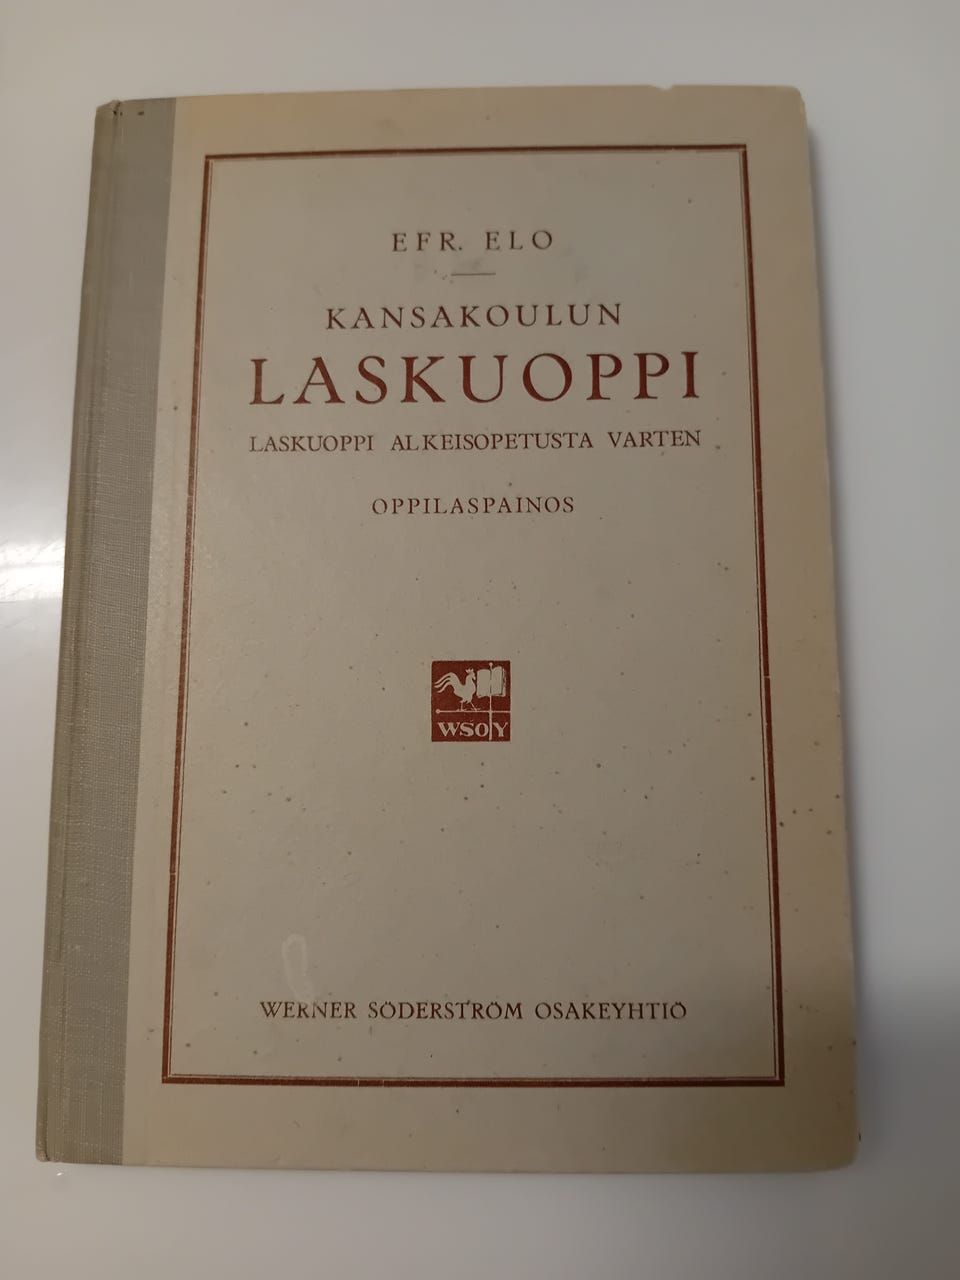 EFR. ELO
KANSAKOULUN
LASKUOPPI
LASKUOPPI ALKEISOPETUSTA VARTEN
OPPILASPAINOS
WSOY
WERNER SÖDERSTRÖM OSAKEYHTIÖ